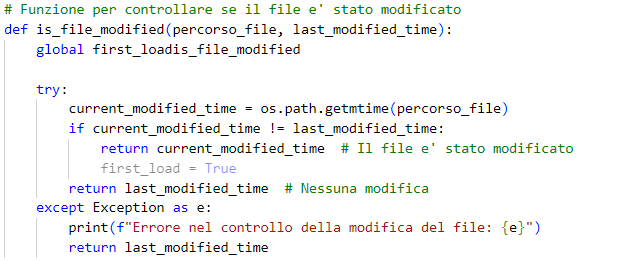 # Funzione per controllare se il file e' stato modificato
def is_file_modified(percorso_file, last_modified_time):
    global first_loadis_file_modified

    try:
        current_modified_time = os.path.getmtime(percorso_file)
        if current_modified_time != last_modified_time:
            return current_modified_time  # Il file e' stato modificato
            first_load = True
        return last_modified_time  # Nessuna modifica
    except Exception as e:
        print(f"Errore nel controllo della modifica del file: {e}")
        return last_modified_time